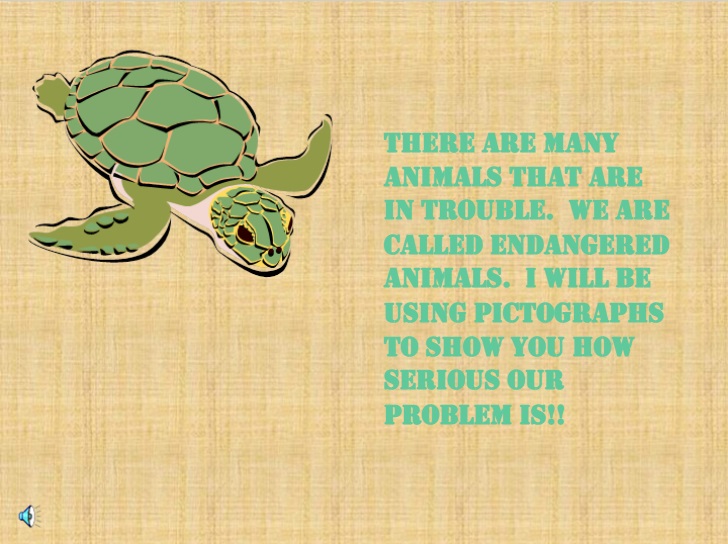 THERE ARE MANY
ANIMALS THAT ARE
IN TROUBLE.  WE ARE
CALLED ENDANGERED
ANIMALS.  I WILL BE
USING PICTOGRAPHS
TO SHOW YOU HOW
SERIOUS OUR
PROBLEM IS!!